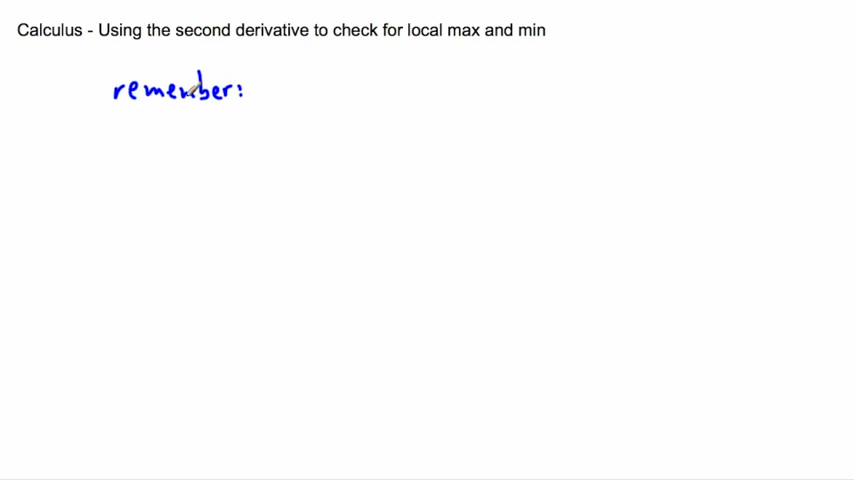 Calculus - Using the second derivative to check for local max and min
remember: